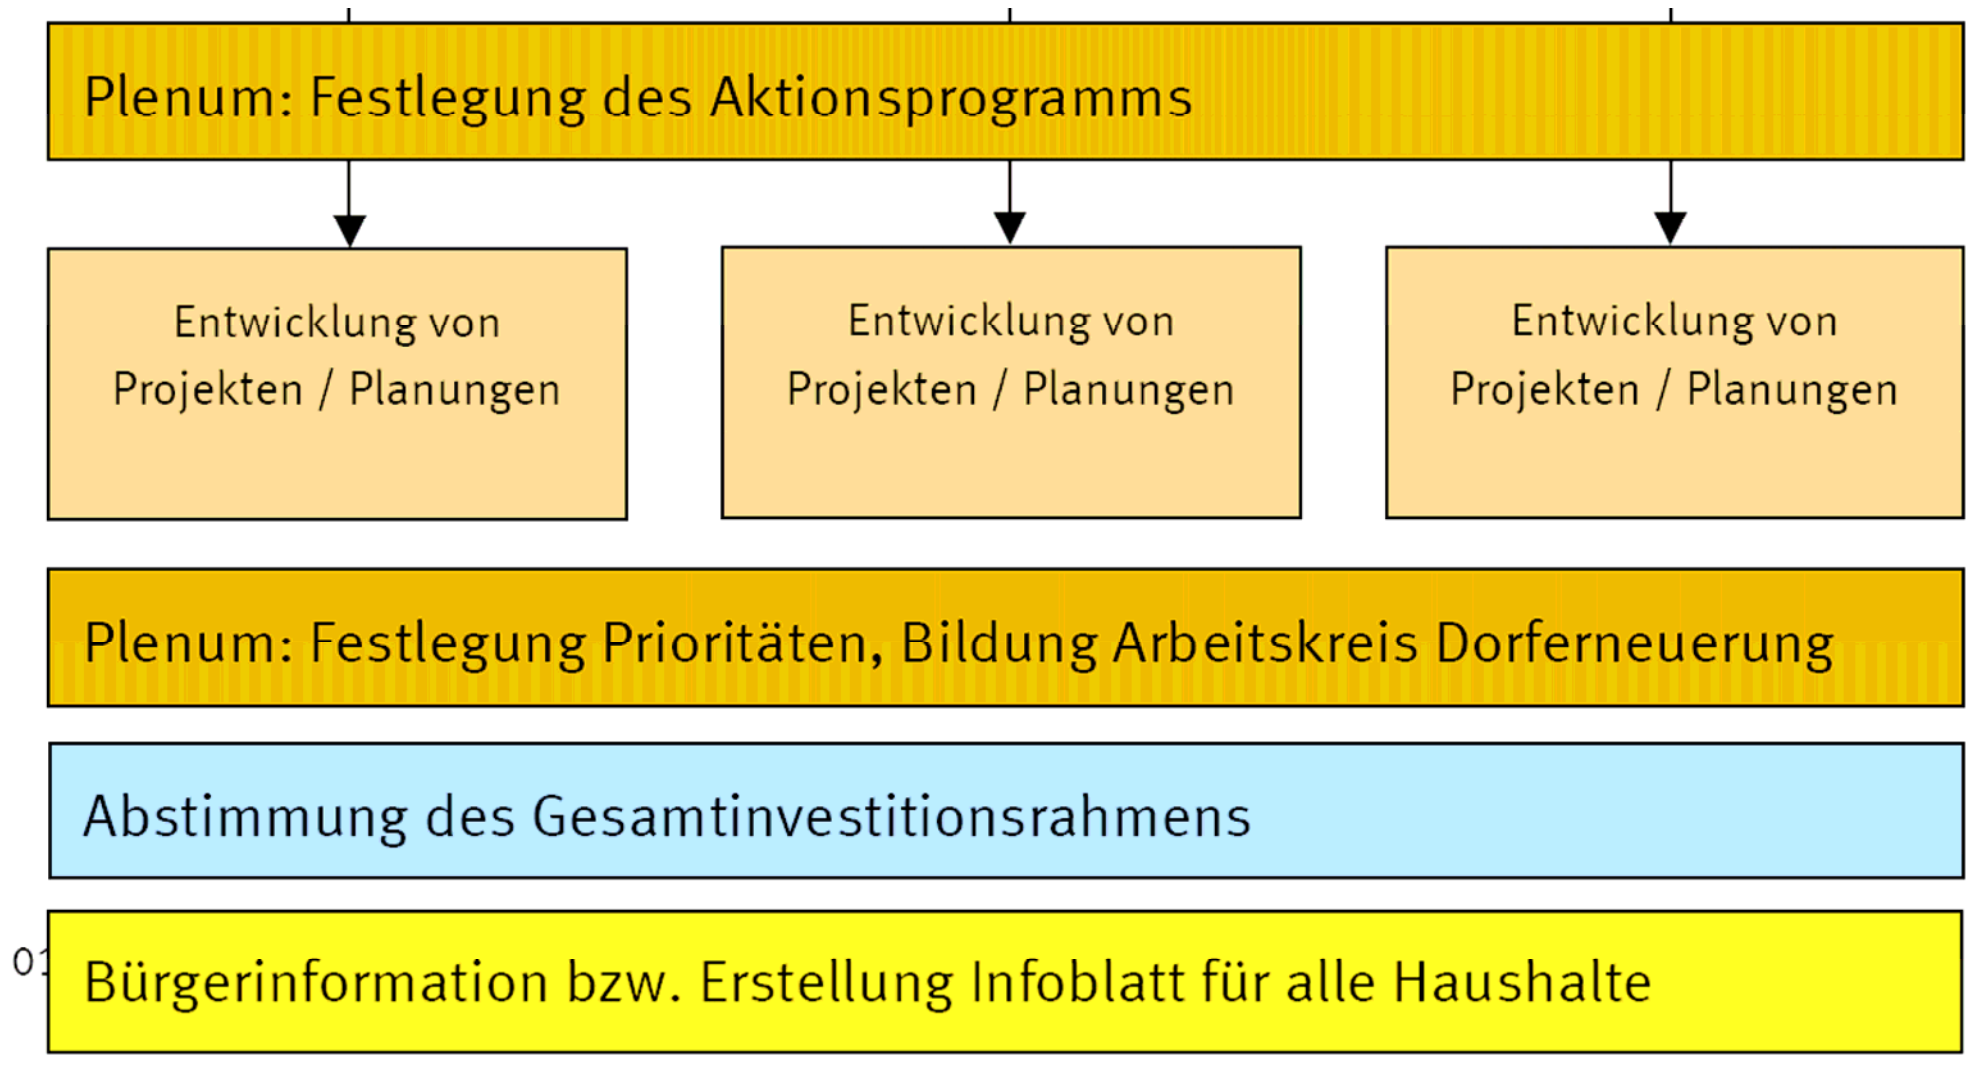 Plenum: Festlegung des Aktionsprogramms
Entwicklung von
Projekten / Planungen
Entwicklung von
Projekten / Planungen
Entwicklung von
Projekten / Planungen
Plenum: Festlegung Prioritäten, Bildung Arbeitskreis Dorferneuerung
Abstimmung des Gesamtinvestitionsrahmens
Bürgerinformation bzw. Erstellung Infoblatt für alle Haushalte